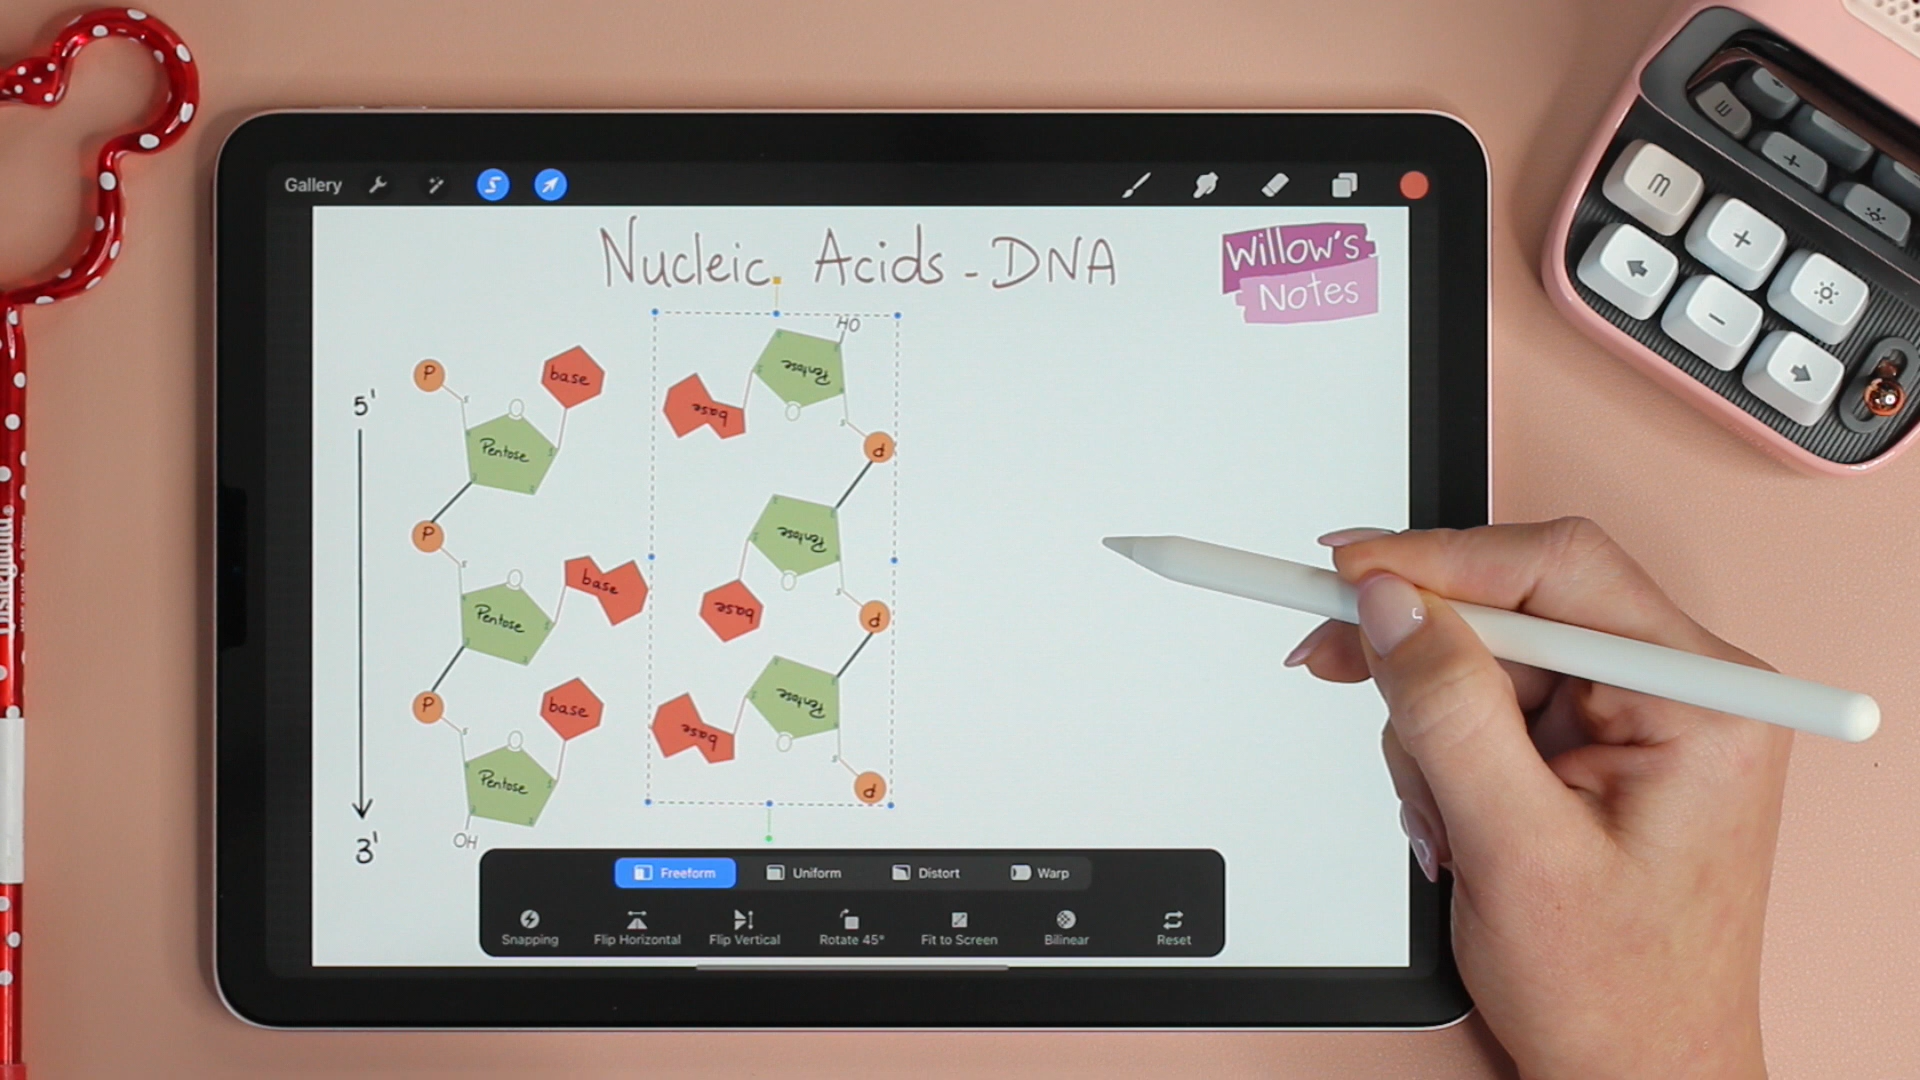 Gallery
Nucleic Acids - DNA
Willow's
Notes
5'
3'
P
base
Pentose
P
base
Pentose
P
base
Pentose
OH
HO
Pentose
base
P
Pentose
base
P
Pentose
base
P
Freeform
Uniform
Distort
Warp
Snapping
Flip Horizontal
Flip Vertical
Rotate 45°
Fit to Screen
Bilinear
Reset
m
+
−